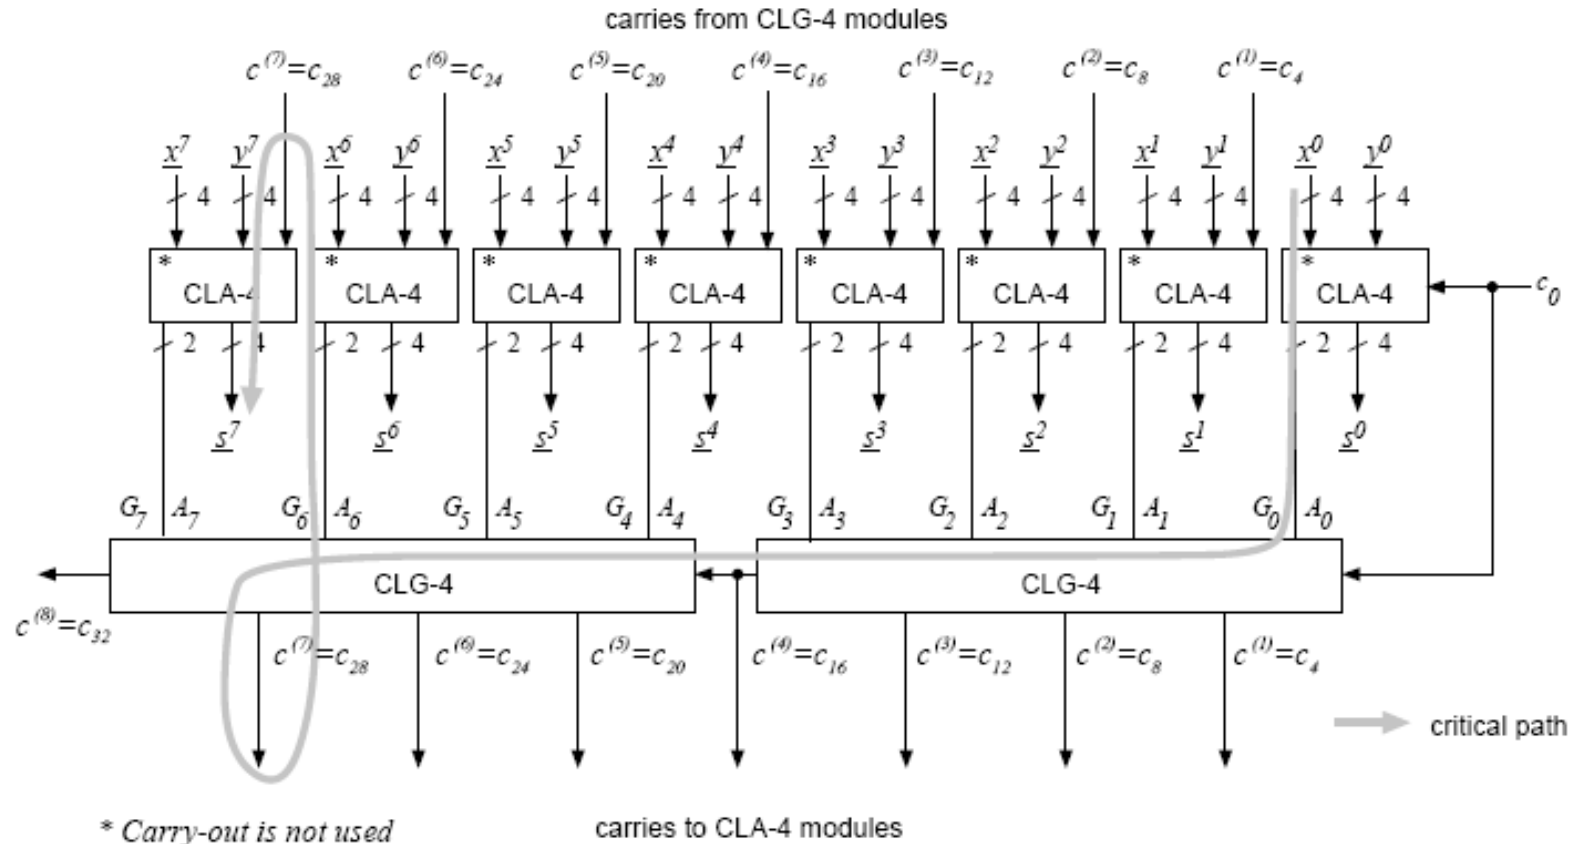 carries from CLG-4 modules
c⁽⁷⁾=c₂₈ c⁽⁶⁾=c₂₄ c⁽⁵⁾=c₂₀ c⁽⁴⁾=c₁₆ c⁽³⁾=c₁₂ c⁽²⁾=c₈ c⁽¹⁾=c₄
x⁷ y⁷ x⁶ y⁶ x⁵ y⁵ x⁴ y⁴ x³ y³ x² y² x¹ y¹ x⁰ y⁰
4 4 4 4 4 4 4 4 4 4 4 4 4 4 4 4
* * * * * * * *
CLA-4 CLA-4 CLA-4 CLA-4 CLA-4 CLA-4 CLA-4 CLA-4 c₀
2 4 2 4 2 4 2 4 2 4 2 4 2 4 2 4
s⁷ s⁶ s⁵ s⁴ s³ s² s¹ s⁰
G₇ A₇ G₆ A₆ G₅ A₅ G₄ A₄ G₃ A₃ G₂ A₂ G₁ A₁ G₀ A₀
CLG-4 CLG-4
c⁽⁸⁾=c₃₂
c⁽⁷⁾=c₂₈ c⁽⁶⁾=c₂₄ c⁽⁵⁾=c₂₀ c⁽⁴⁾=c₁₆ c⁽³⁾=c₁₂ c⁽²⁾=c₈ c⁽¹⁾=c₄
critical path
* Carry-out is not used
carries to CLA-4 modules